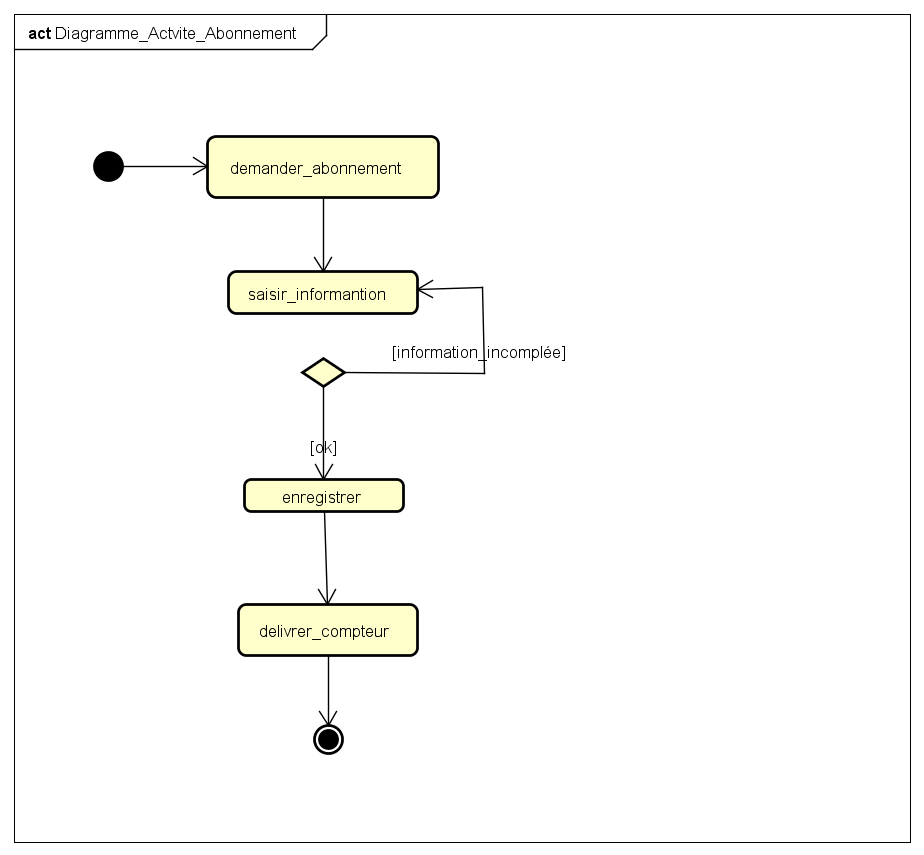 act Diagramme_Actvite_Abonnement
demander_abonnement
saisir_informantion
[information_incomplée]
[ok]
enregistrer
delivrer_compteur